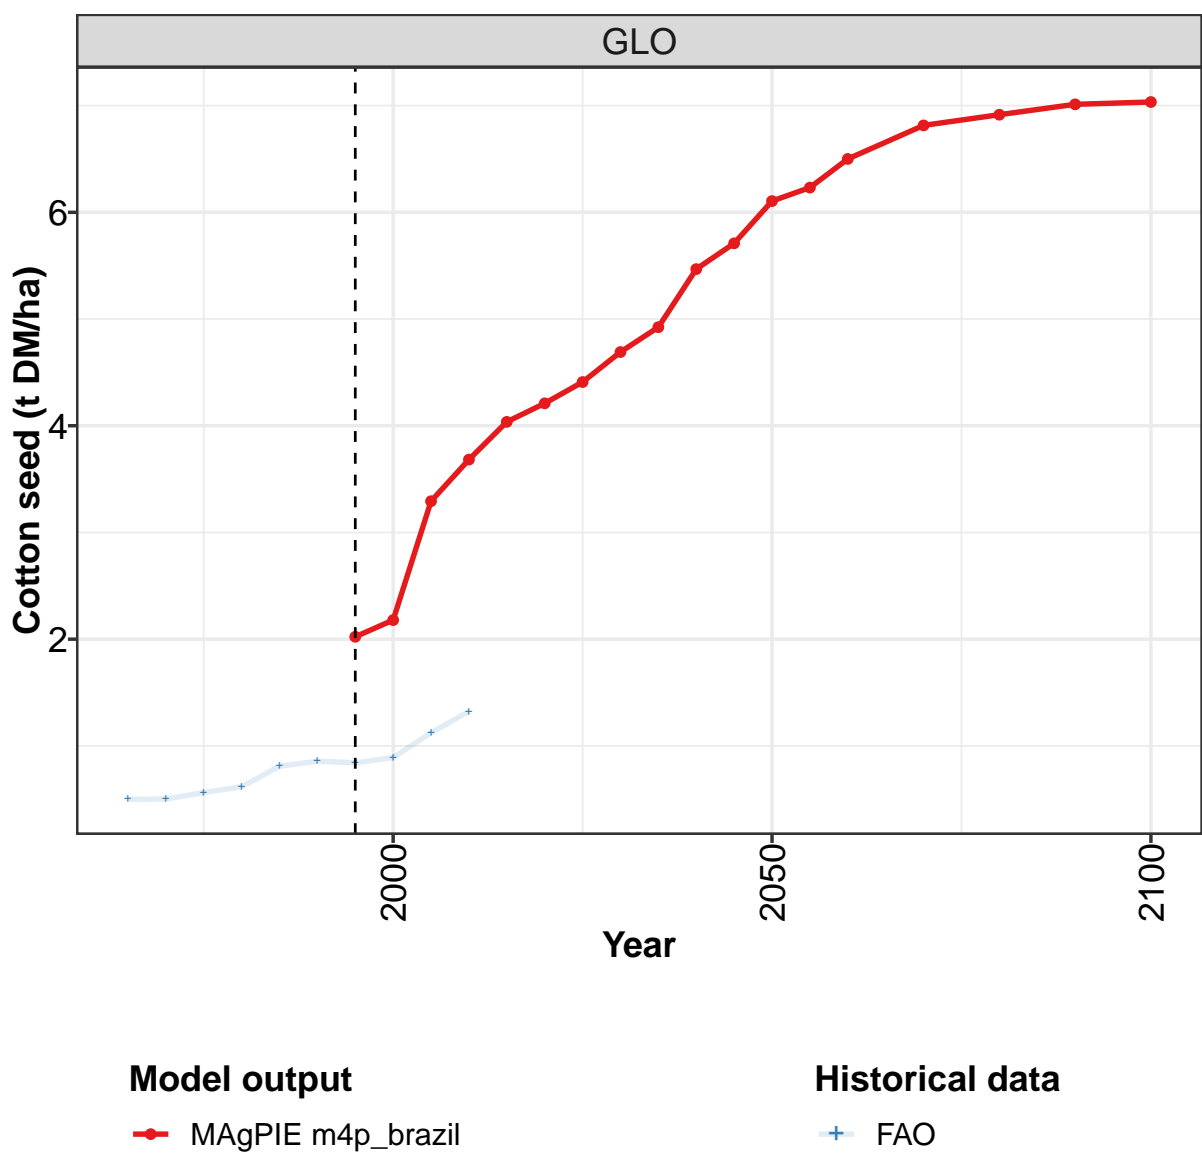 GLO
Cotton seed (t DM/ha)
6
4
2
2000
2050
2100
Year
Model output
Historical data
MAgPIE m4p_brazil
FAO